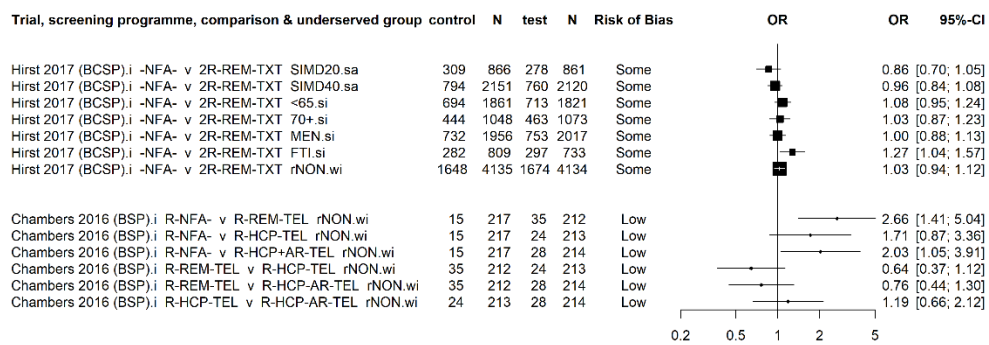 Trial, screening programme, comparison & underserved group control N test N Risk of Bias OR OR 95%-CI
Hirst 2017 (BCSP).i -NFA- v 2R-REM-TXT SIMD20.sa 309 866 278 861 Some 0.86 [0.70; 1.05]
Hirst 2017 (BCSP).i -NFA- v 2R-REM-TXT SIMD40.sa 794 2151 760 2120 Some 0.96 [0.84; 1.08]
Hirst 2017 (BCSP).i -NFA- v 2R-REM-TXT <65.si 694 1861 713 1821 Some 1.08 [0.95; 1.24]
Hirst 2017 (BCSP).i -NFA- v 2R-REM-TXT 70+.si 444 1048 463 1073 Some 1.03 [0.87; 1.23]
Hirst 2017 (BCSP).i -NFA- v 2R-REM-TXT MEN.si 732 1956 753 2017 Some 1.00 [0.88; 1.13]
Hirst 2017 (BCSP).i -NFA- v 2R-REM-TXT FTI.si 282 809 297 733 Some 1.27 [1.04; 1.57]
Hirst 2017 (BCSP).i -NFA- v 2R-REM-TXT rNON.wi 1648 4135 1674 4134 Some 1.03 [0.94; 1.12]
Chambers 2016 (BSP).i R-NFA- v R-REM-TEL rNON.wi 15 217 35 212 Low 2.66 [1.41; 5.04]
Chambers 2016 (BSP).i R-NFA- v R-HCP-TEL rNON.wi 15 217 24 213 Low 1.71 [0.87; 3.36]
Chambers 2016 (BSP).i R-NFA- v R-HCP+AR-TEL rNON.wi 15 217 28 214 Low 2.03 [1.05; 3.91]
Chambers 2016 (BSP).i R-REM-TEL v R-HCP-TEL rNON.wi 35 212 24 213 Low 0.64 [0.37; 1.12]
Chambers 2016 (BSP).i R-REM-TEL v R-HCP-AR-TEL rNON.wi 35 212 28 214 Low 0.76 [0.44; 1.30]
Chambers 2016 (BSP).i R-HCP-TEL v R-HCP-AR-TEL rNON.wi 24 213 28 214 Low 1.19 [0.66; 2.12]
0.2 0.5 1 2 5